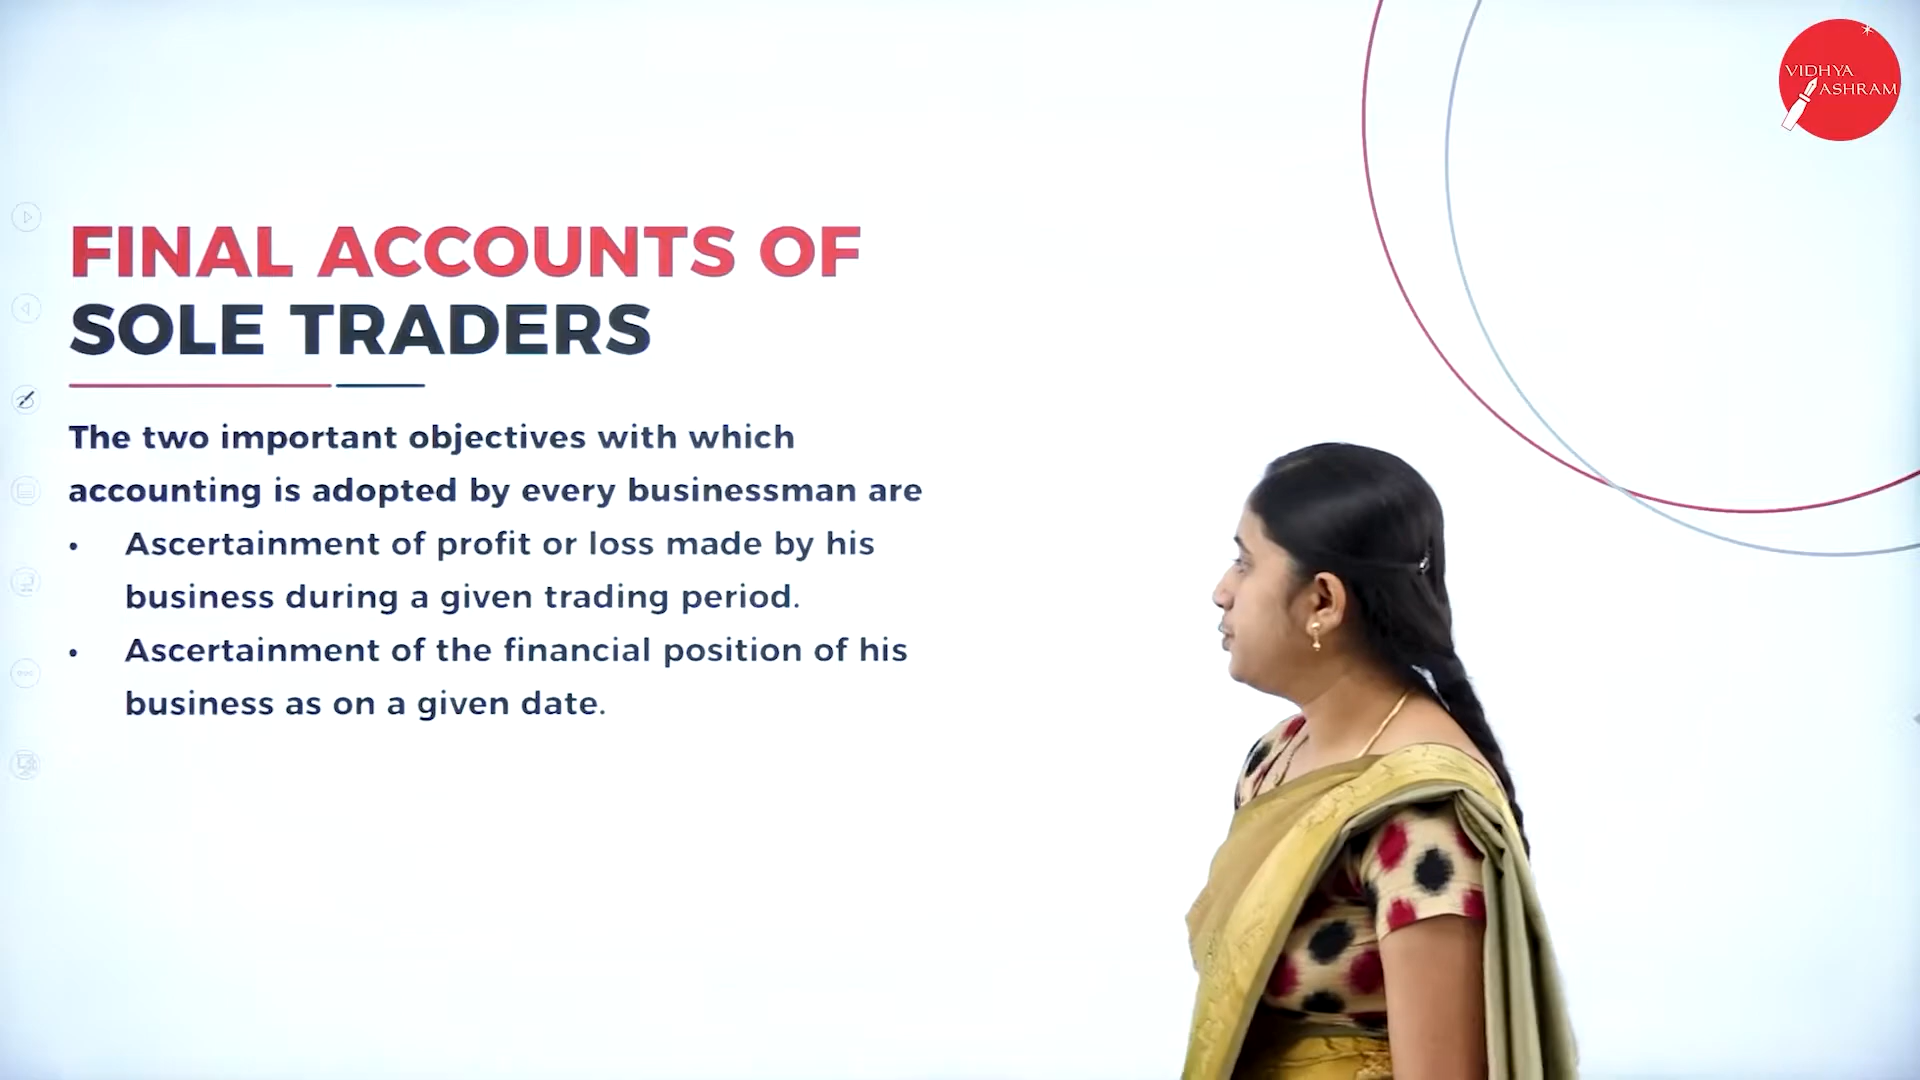 VIDHYA
ASHRAM
FINAL ACCOUNTS OF
SOLE TRADERS
The two important objectives with which
accounting is adopted by every businessman are
• Ascertainment of profit or loss made by his
business during a given trading period.
• Ascertainment of the financial position of his
business as on a given date.